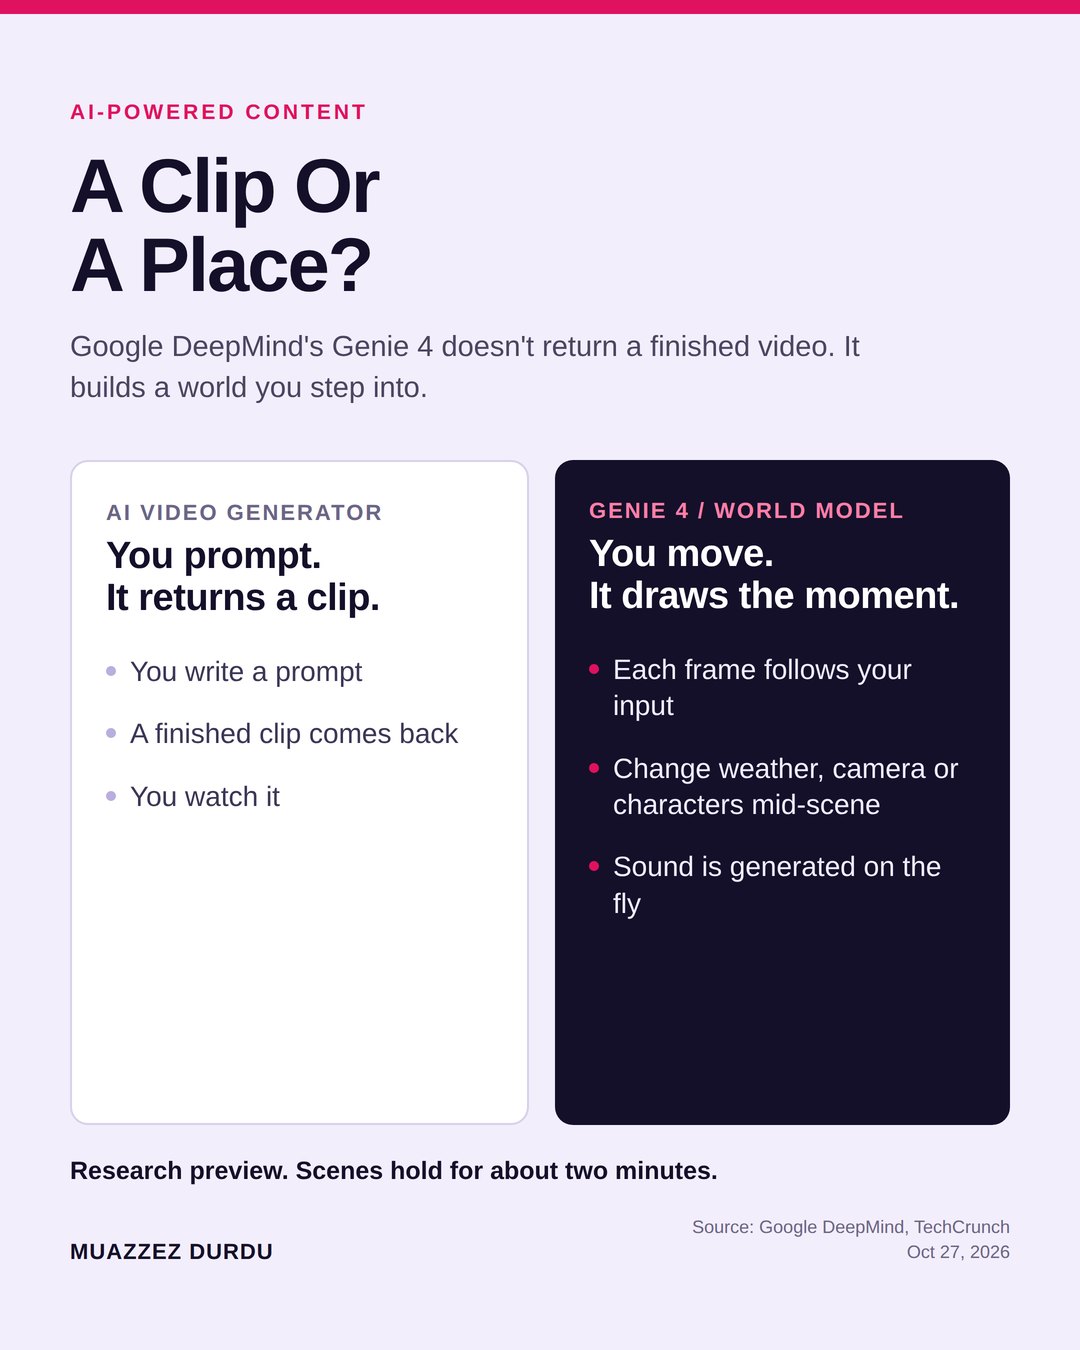 AI-POWERED CONTENT
A Clip Or
A Place?
Google DeepMind's Genie 4 doesn't return a finished video. It
builds a world you step into.
AI VIDEO GENERATOR
You prompt.
It returns a clip.
You write a prompt
A finished clip comes back
You watch it
GENIE 4 / WORLD MODEL
You move.
It draws the moment.
Each frame follows your
input
Change weather, camera or
characters mid-scene
Sound is generated on the
fly
Research preview. Scenes hold for about two minutes.
MUAZZEZ DURDU
Source: Google DeepMind, TechCrunch
Oct 27, 2026